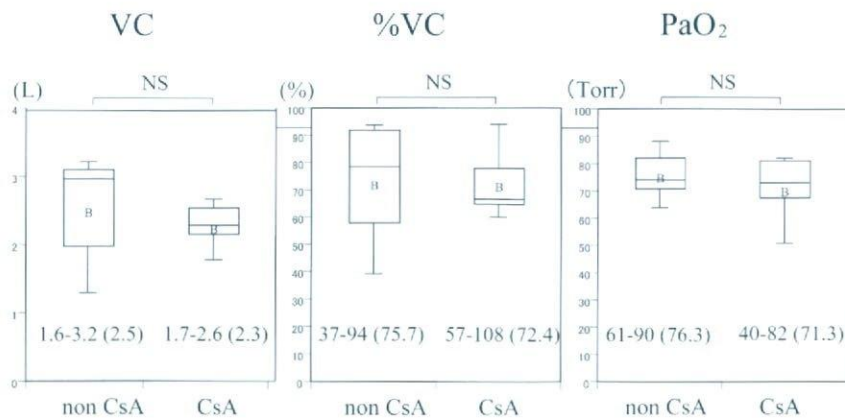 VC %VC PaO₂
NS NS NS
(L) (%) (Torr)
4 100 100
90 90
80 80
3 70 70
60 60
2 50 50
40 40
1 30 30
20 20
10 10
0 0 0
B B B B B B
1.6-3.2 (2.5) 1.7-2.6 (2.3) 37-94 (75.7) 57-108 (72.4) 61-90 (76.3) 40-82 (71.3)
non CsA CsA non CsA CsA non CsA CsA